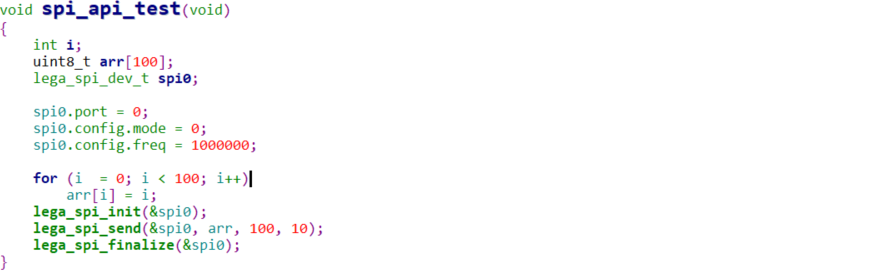 void spi_api_test(void)
{
int i;
uint8_t arr[100];
lega_spi_dev_t spi0;
spi0.port = 0;
spi0.config.mode = 0;
spi0.config.freq = 1000000;
for (i  = 0; i < 100; i++)
arr[i] = i;
lega_spi_init(&spi0);
lega_spi_send(&spi0, arr, 100, 10);
lega_spi_finalize(&spi0);
}